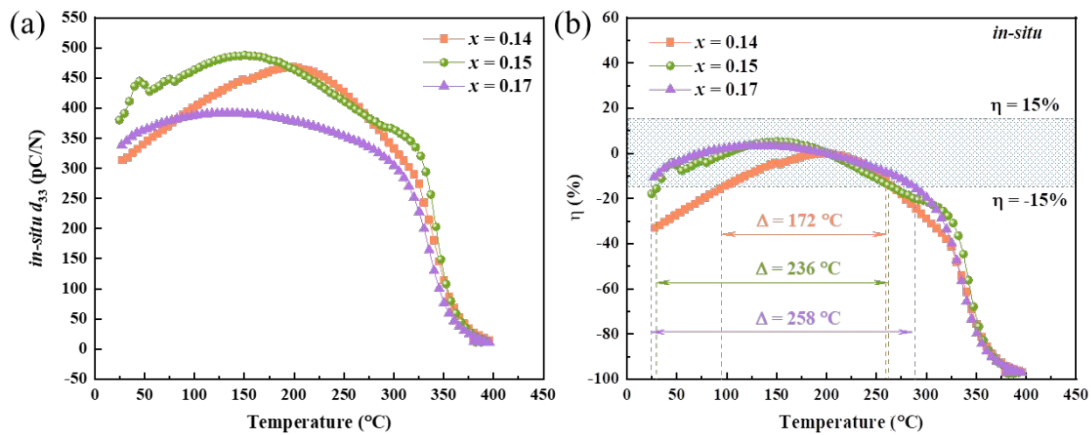 (a)
550
500
450
400
350
300
250
200
150
100
50
0
-50
in-situ d33 (pC/N)
x = 0.14
x = 0.15
x = 0.17
0 50 100 150 200 250 300 350 400 450
Temperature (°C)
(b)
60
40
20
0
-20
-40
-60
-80
-100
η (%)
x = 0.14
x = 0.15
x = 0.17
in-situ
η = 15%
η = -15%
Δ = 172 °C
Δ = 236 °C
Δ = 258 °C
0 50 100 150 200 250 300 350 400 450
Temperature (°C)